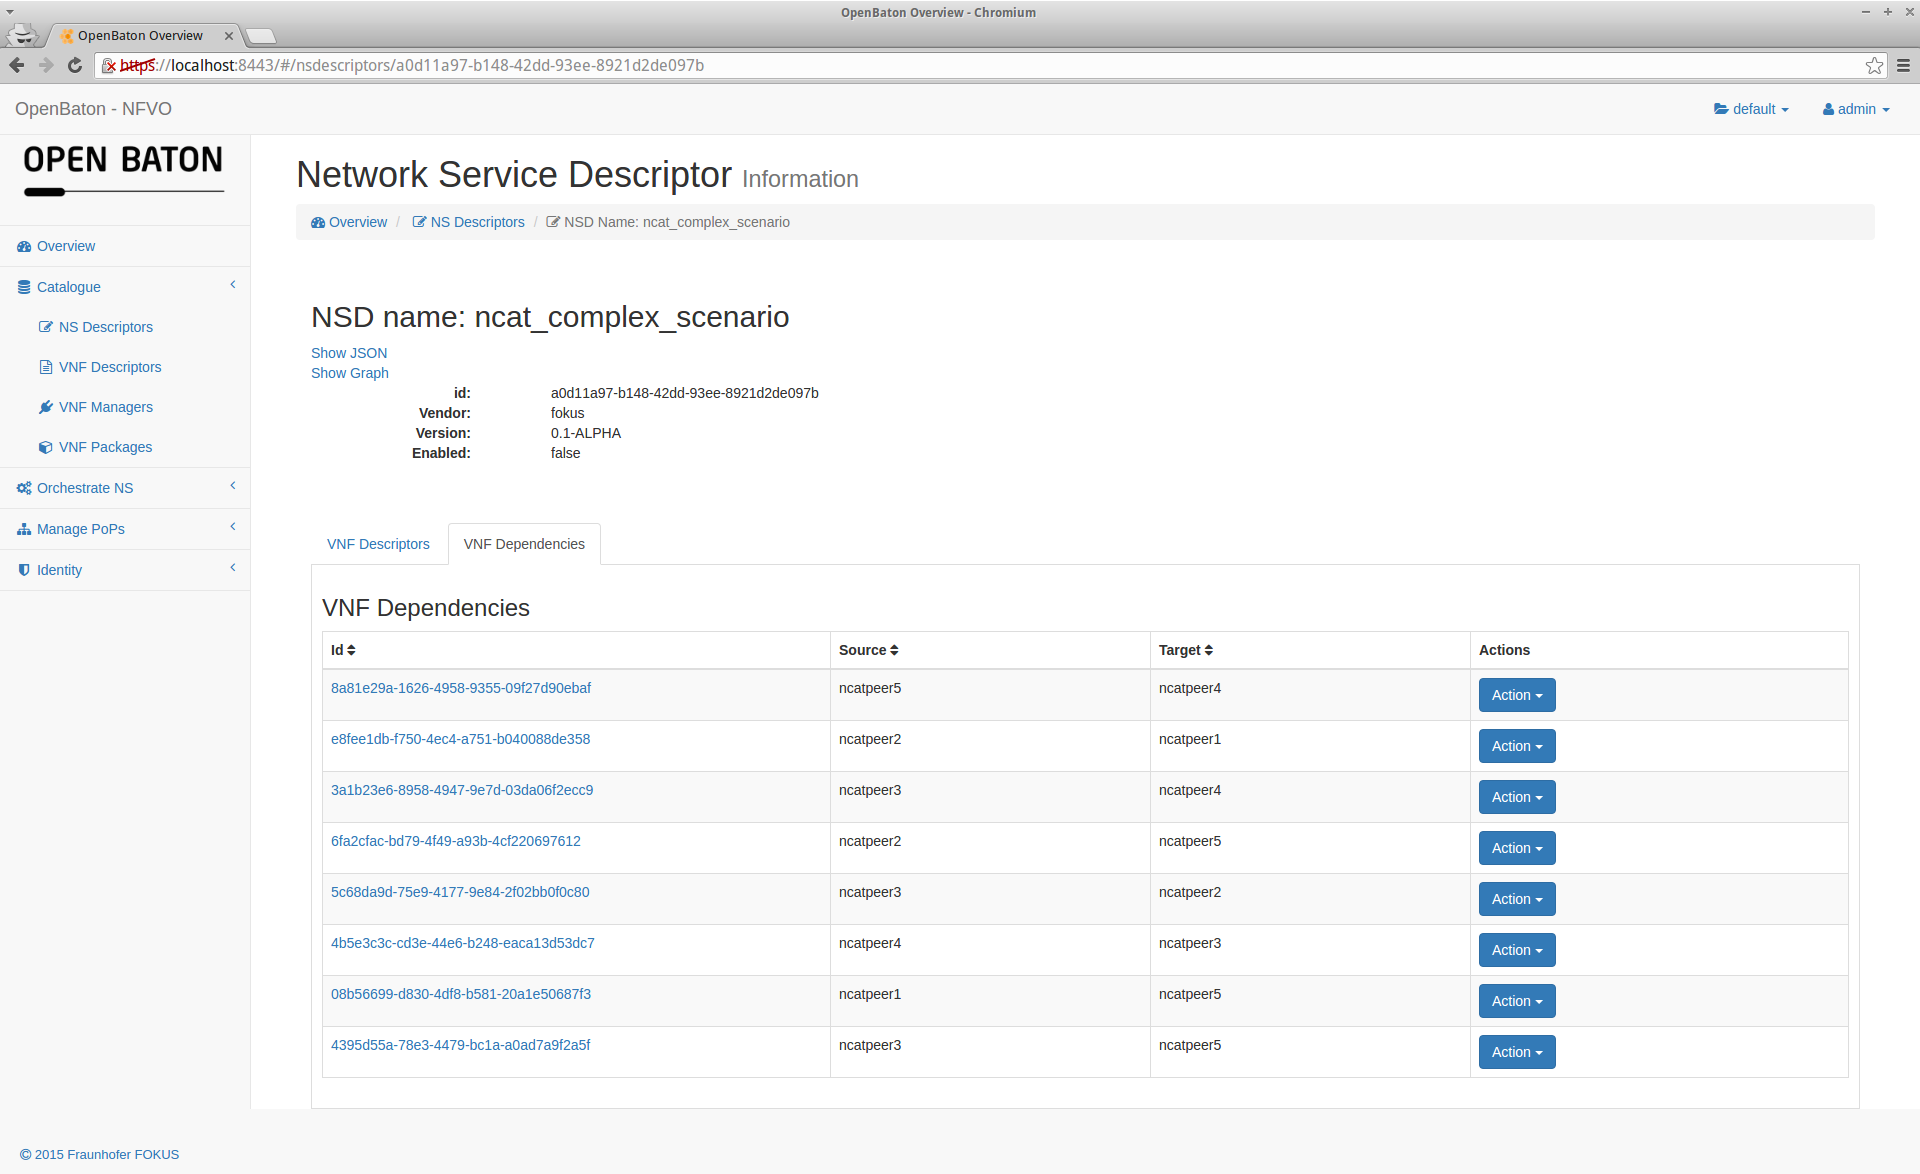 OpenBaton Overview - Chromium
OpenBaton Overview
https://localhost:8443/#/nsdescriptors/a0d11a97-b148-42dd-93ee-8921d2de097b
OpenBaton - NFVO
default
admin
OPEN BATON
Overview
Catalogue
NS Descriptors
VNF Descriptors
VNF Managers
VNF Packages
Orchestrate NS
Manage PoPs
Identity
Network Service Descriptor Information
Overview / NS Descriptors / NSD Name: ncat_complex_scenario
NSD name: ncat_complex_scenario
Show JSON
Show Graph
id: a0d11a97-b148-42dd-93ee-8921d2de097b
Vendor: fokus
Version: 0.1-ALPHA
Enabled: false
VNF Descriptors VNF Dependencies
VNF Dependencies
Id Source Target Actions
8a81e29a-1626-4958-9355-09f27d90ebaf ncatpeer5 ncatpeer4 Action
e8fee1db-f750-4ec4-a751-b040088de358 ncatpeer2 ncatpeer1 Action
3a1b23e6-8958-4947-9e7d-03da06f2ecc9 ncatpeer3 ncatpeer4 Action
6fa2cfac-bd79-4f49-a93b-4cf220697612 ncatpeer2 ncatpeer5 Action
5c68da9d-75e9-4177-9e84-2f02bb0f0c80 ncatpeer3 ncatpeer2 Action
4b5e3c3c-cd3e-44e6-b248-eaca13d53dc7 ncatpeer4 ncatpeer3 Action
08b56699-d830-4df8-b581-20a1e50687f3 ncatpeer1 ncatpeer5 Action
4395d55a-78e3-4479-bc1a-a0ad7a9f2a5f ncatpeer3 ncatpeer5 Action
© 2015 Fraunhofer FOKUS